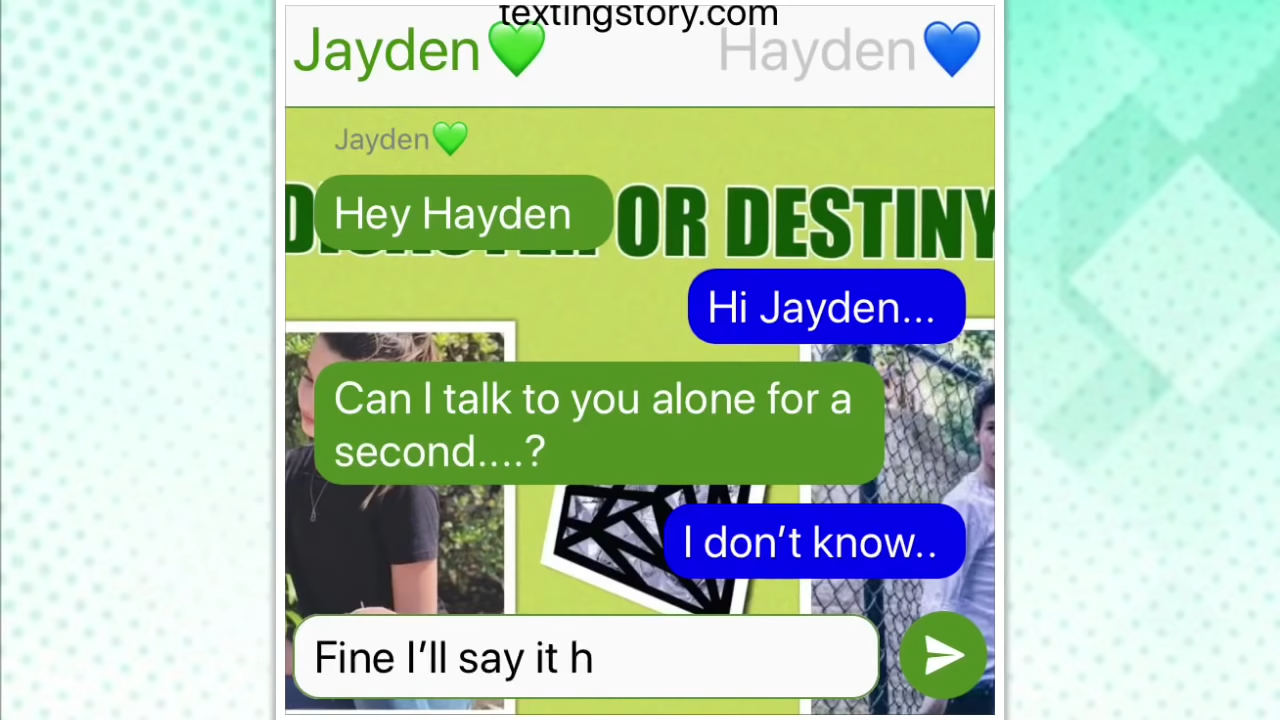 textingstory.com
Jayden💚 Hayden💙
Jayden💚
Hey Hayden
OR DESTINY
Hi Jayden...
Can I talk to you alone for a
second....?
I don't know..
Fine I'll say it h